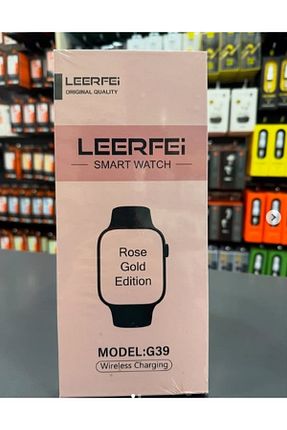 LEERFEi
ORIGINAL QUALITY
LEERFEi
SMART WATCH
Rose
Gold
Edition
MODEL:G39
Wireless Charging